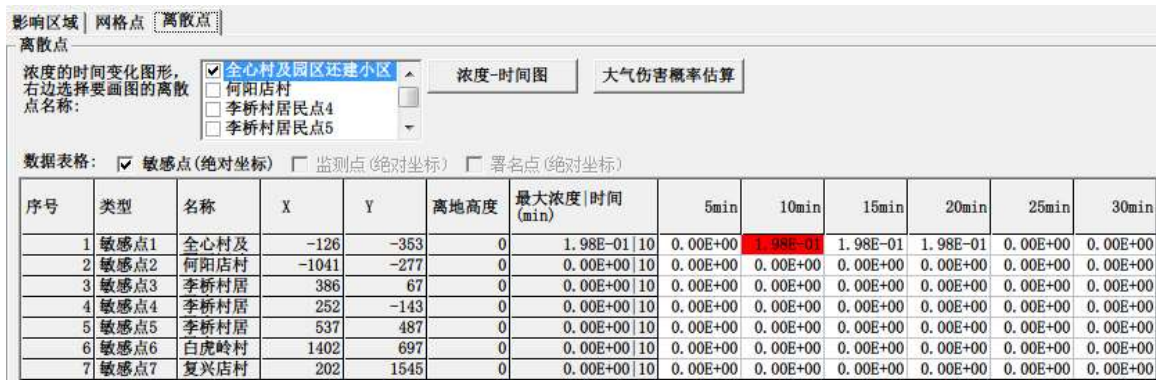 影响区域 网格点 离散点
离散点
浓度的时间变化图形，
右边选择要画图的离散
点名称：
全心村及园区还建小区
何阳店村
李桥村居民点4
李桥村居民点5
浓度-时间图 大气伤害概率估算
数据表格： 敏感点(绝对坐标) 监测点(绝对坐标) 署名点(绝对坐标)
序号 类型 名称 X Y 离地高度 最大浓度|时间(min) 5min 10min 15min 20min 25min 30min
1 敏感点1 全心村及 -126 -353 0 1.98E-01|10 0.00E+00 1.98E-01 1.98E-01 1.98E-01 0.00E+00 0.00E+00
2 敏感点2 何阳店村 -1041 -277 0 0.00E+00|10 0.00E+00 0.00E+00 0.00E+00 0.00E+00 0.00E+00 0.00E+00
3 敏感点3 李桥村居 386 67 0 0.00E+00|10 0.00E+00 0.00E+00 0.00E+00 0.00E+00 0.00E+00 0.00E+00
4 敏感点4 李桥村居 252 -143 0 0.00E+00|10 0.00E+00 0.00E+00 0.00E+00 0.00E+00 0.00E+00 0.00E+00
5 敏感点5 李桥村居 537 487 0 0.00E+00|10 0.00E+00 0.00E+00 0.00E+00 0.00E+00 0.00E+00 0.00E+00
6 敏感点6 白虎岭村 1402 697 0 0.00E+00|10 0.00E+00 0.00E+00 0.00E+00 0.00E+00 0.00E+00 0.00E+00
7 敏感点7 复兴店村 202 1545 0 0.00E+00|10 0.00E+00 0.00E+00 0.00E+00 0.00E+00 0.00E+00 0.00E+00